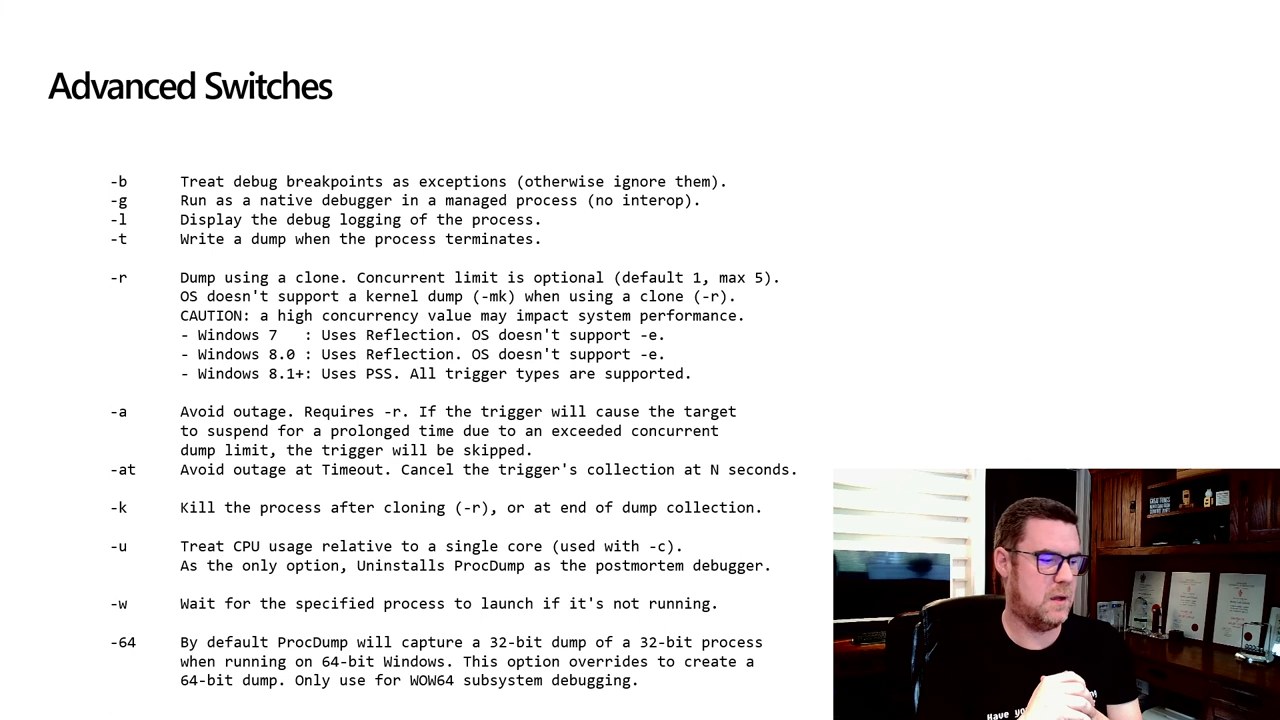 Advanced Switches
-b Treat debug breakpoints as exceptions (otherwise ignore them).
-g Run as a native debugger in a managed process (no interop).
-l Display the debug logging of the process.
-t Write a dump when the process terminates.
-r Dump using a clone. Concurrent limit is optional (default 1, max 5).
OS doesn't support a kernel dump (-mk) when using a clone (-r).
CAUTION: a high concurrency value may impact system performance.
- Windows 7   : Uses Reflection. OS doesn't support -e.
- Windows 8.0 : Uses Reflection. OS doesn't support -e.
- Windows 8.1+: Uses PSS. All trigger types are supported.
-a Avoid outage. Requires -r. If the trigger will cause the target
to suspend for a prolonged time due to an exceeded concurrent
dump limit, the trigger will be skipped.
-at Avoid outage at Timeout. Cancel the trigger's collection at N seconds.
-k Kill the process after cloning (-r), or at end of dump collection.
-u Treat CPU usage relative to a single core (used with -c).
As the only option, Uninstalls ProcDump as the postmortem debugger.
-w Wait for the specified process to launch if it's not running.
-64 By default ProcDump will capture a 32-bit dump of a 32-bit process
when running on 64-bit Windows. This option overrides to create a
64-bit dump. Only use for WOW64 subsystem debugging.
Have